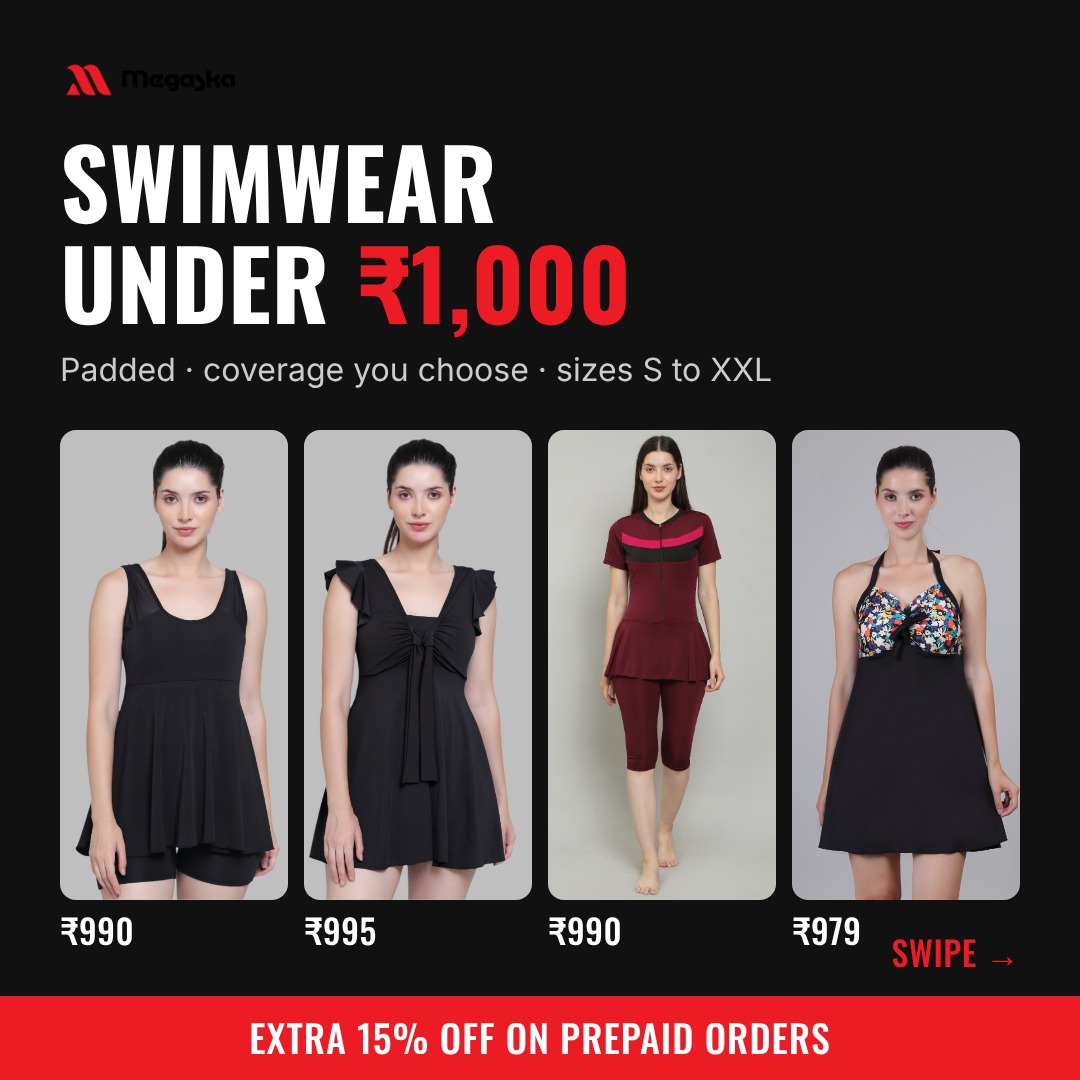 Megaska
SWIMWEAR
UNDER ₹1,000
Padded · coverage you choose · sizes S to XXL
₹990
₹995
₹990
₹979
SWIPE →
EXTRA 15% OFF ON PREPAID ORDERS